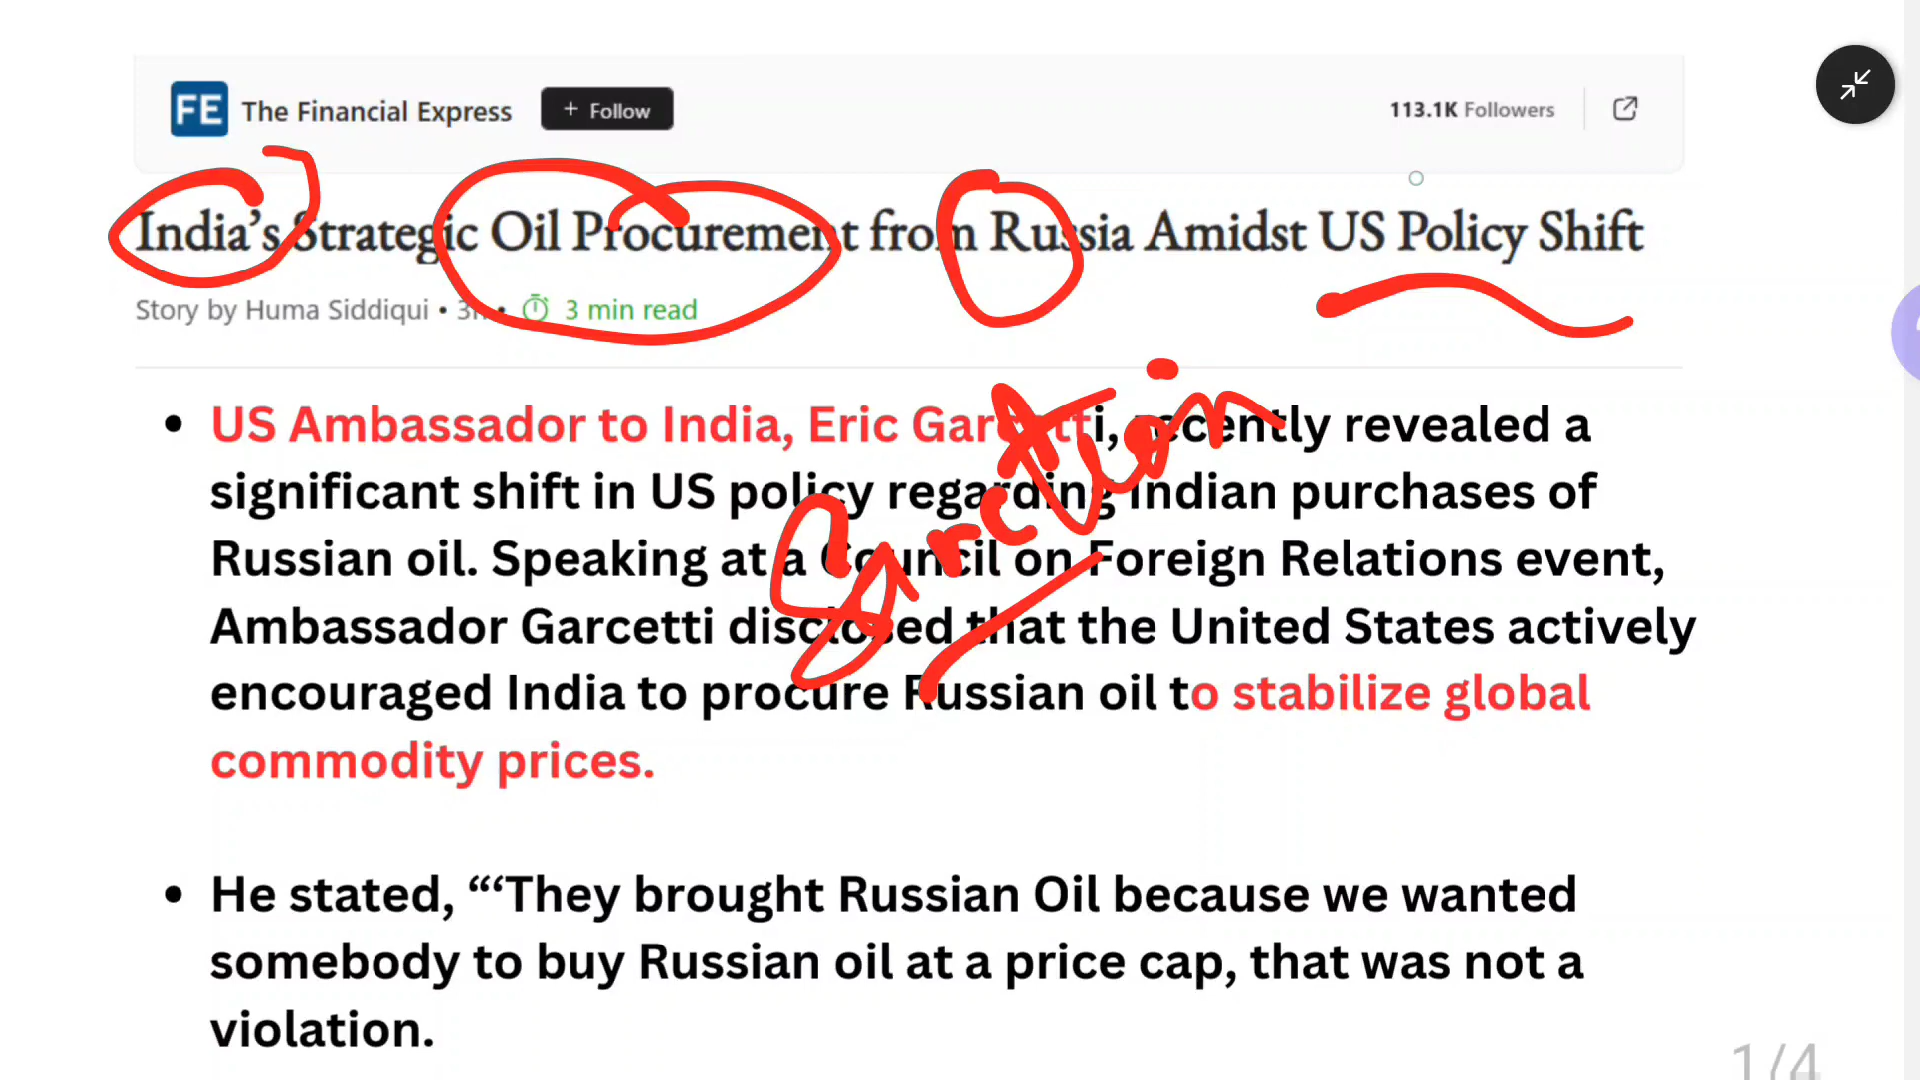 FE The Financial Express + Follow 113.1K Followers
India's Strategic Oil Procurement from Russia Amidst US Policy Shift
Story by Huma Siddiqui • 3h • 3 min read
• US Ambassador to India, Eric Garcetti, recently revealed a
significant shift in US policy regarding Indian purchases of
Russian oil. Speaking at a Council on Foreign Relations event,
Ambassador Garcetti disclosed that the United States actively
encouraged India to procure Russian oil to stabilize global
commodity prices.
Sanction
• He stated, “‘They brought Russian Oil because we wanted
somebody to buy Russian oil at a price cap, that was not a
violation.
1/4